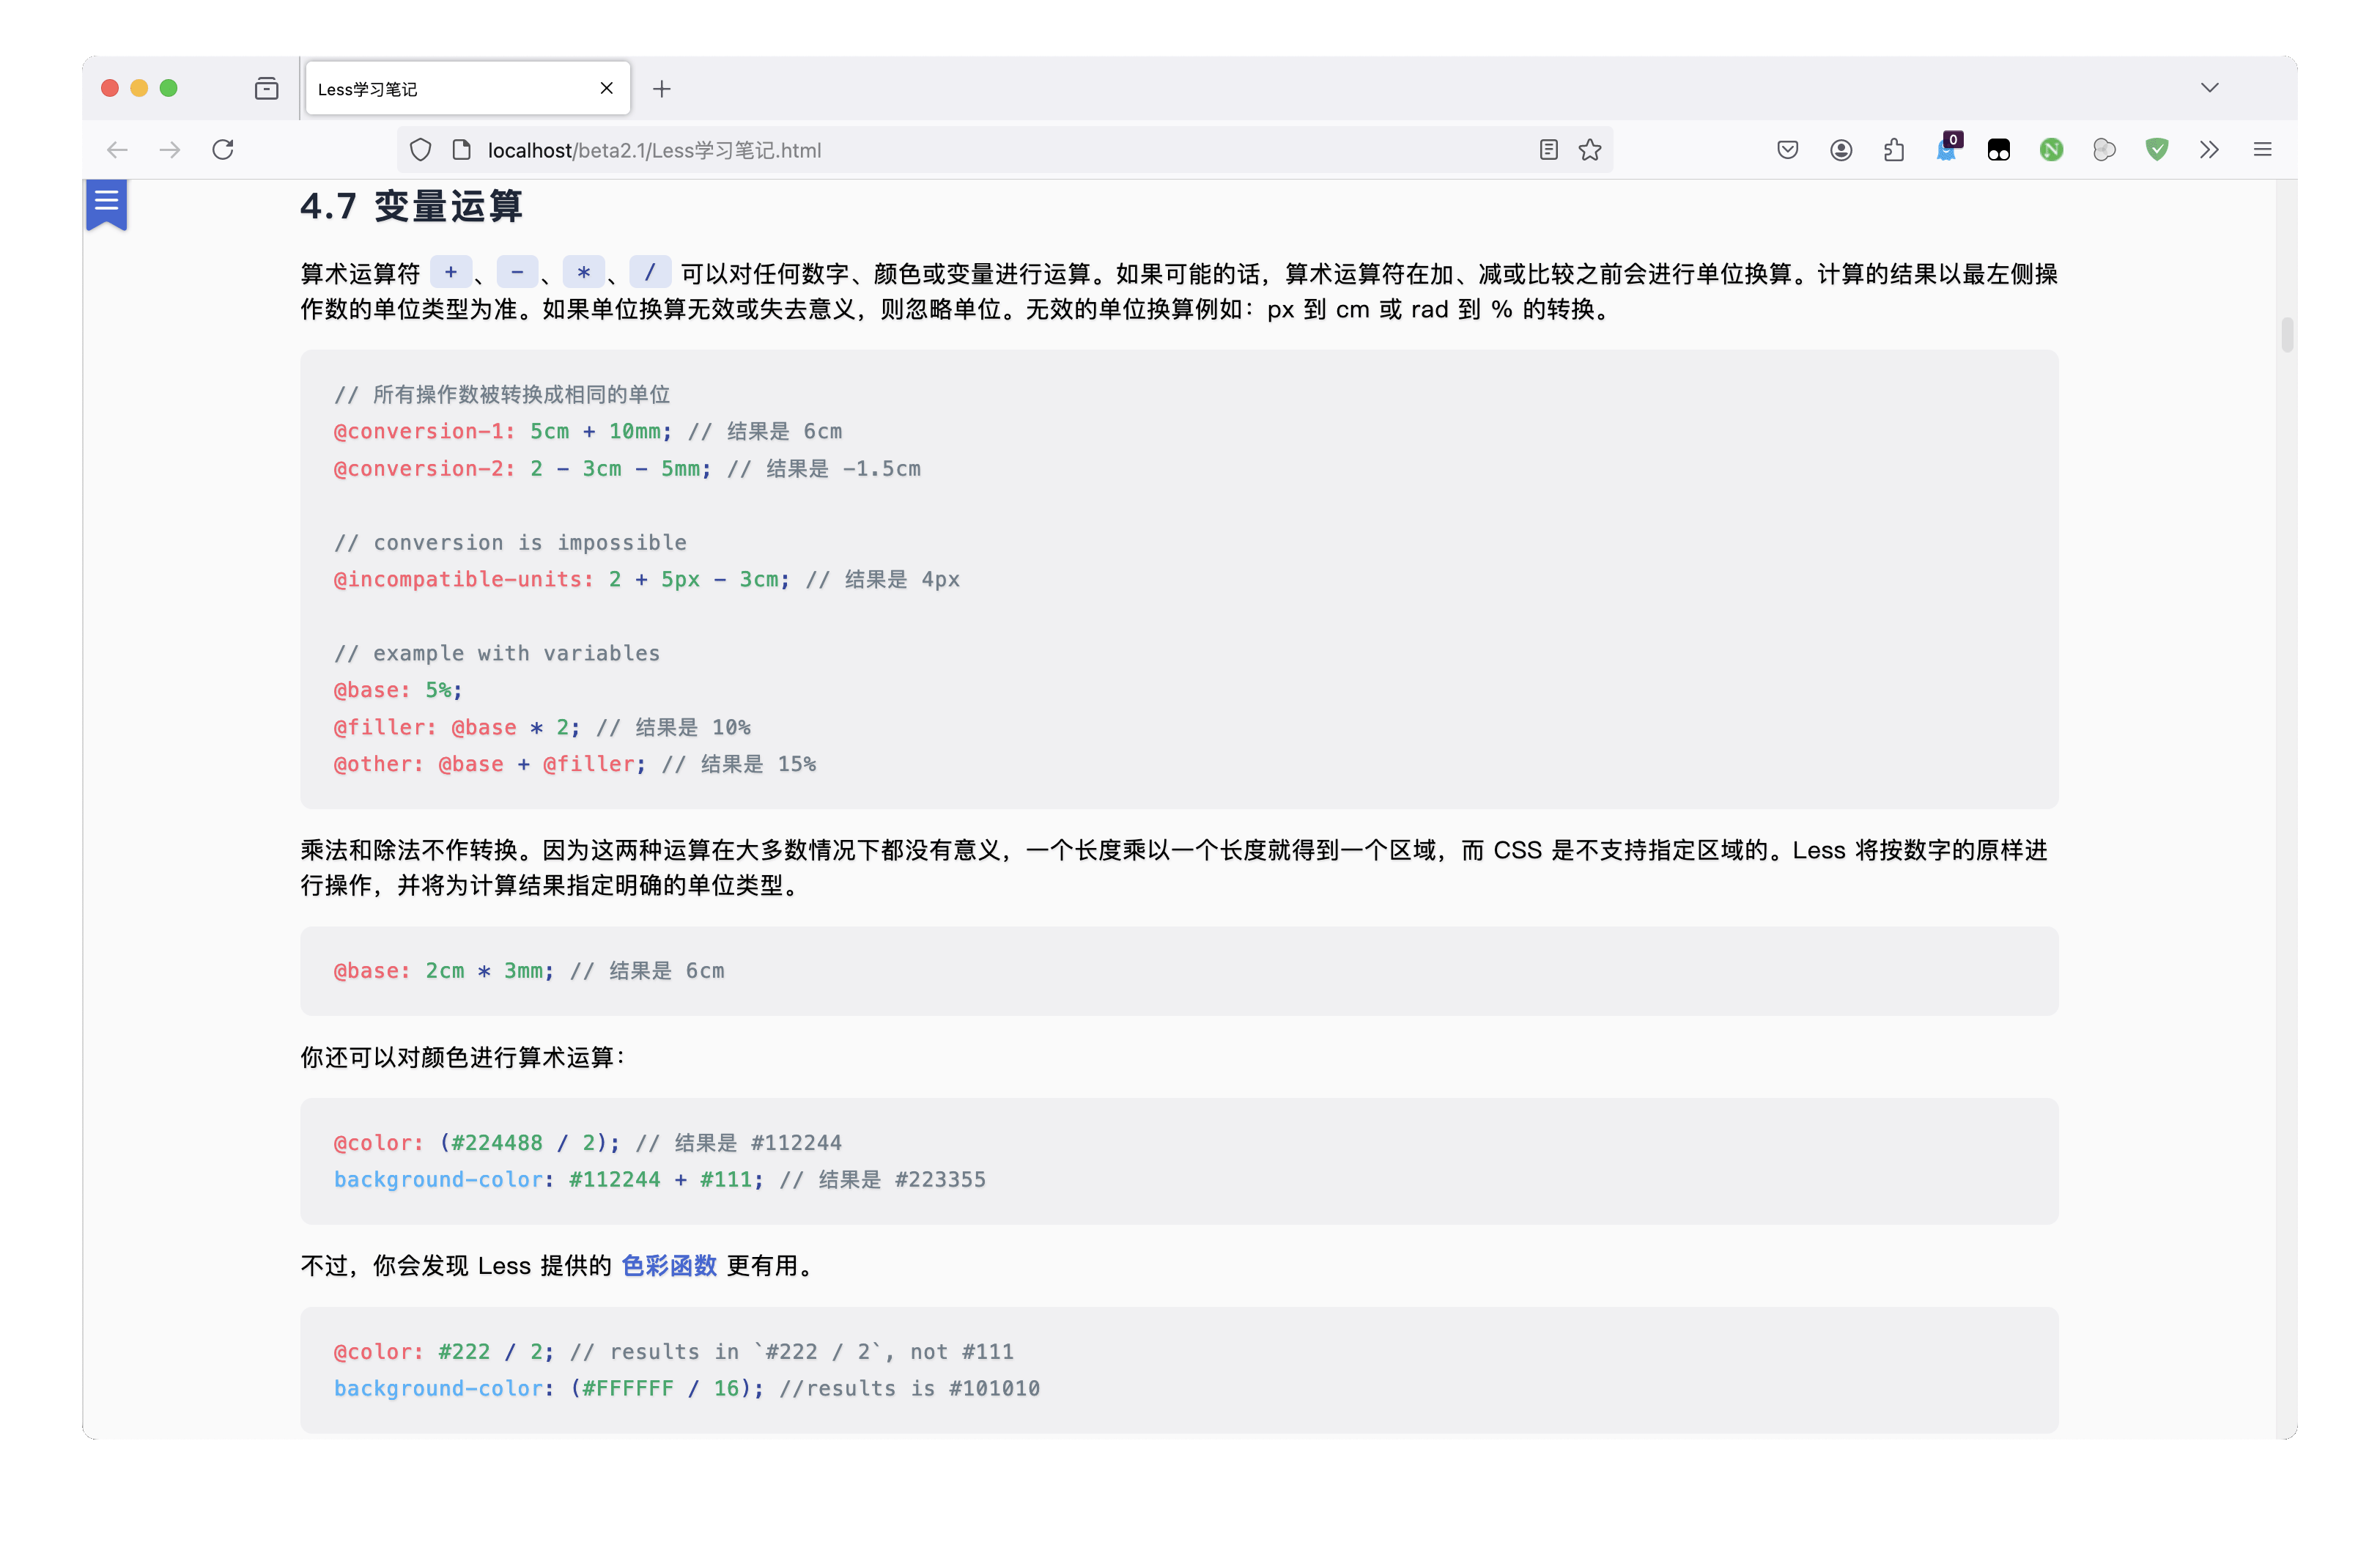 Less学习笔记
localhost/beta2.1/Less学习笔记.html
0
4.7 变量运算
算术运算符 + 、 - 、 * 、 / 可以对任何数字、颜色或变量进行运算。如果可能的话，算术运算符在加、减或比较之前会进行单位换算。计算的结果以最左侧操
作数的单位类型为准。如果单位换算无效或失去意义，则忽略单位。无效的单位换算例如：px 到 cm 或 rad 到 % 的转换。
// 所有操作数被转换成相同的单位
@conversion-1: 5cm + 10mm; // 结果是 6cm
@conversion-2: 2 - 3cm - 5mm; // 结果是 -1.5cm
// conversion is impossible
@incompatible-units: 2 + 5px - 3cm; // 结果是 4px
// example with variables
@base: 5%;
@filler: @base * 2; // 结果是 10%
@other: @base + @filler; // 结果是 15%
乘法和除法不作转换。因为这两种运算在大多数情况下都没有意义，一个长度乘以一个长度就得到一个区域，而 CSS 是不支持指定区域的。Less 将按数字的原样进
行操作，并将为计算结果指定明确的单位类型。
@base: 2cm * 3mm; // 结果是 6cm
你还可以对颜色进行算术运算：
@color: (#224488 / 2); // 结果是 #112244
background-color: #112244 + #111; // 结果是 #223355
不过，你会发现 Less 提供的 色彩函数 更有用。
@color: #222 / 2; // results in `#222 / 2`, not #111
background-color: (#FFFFFF / 16); //results is #101010